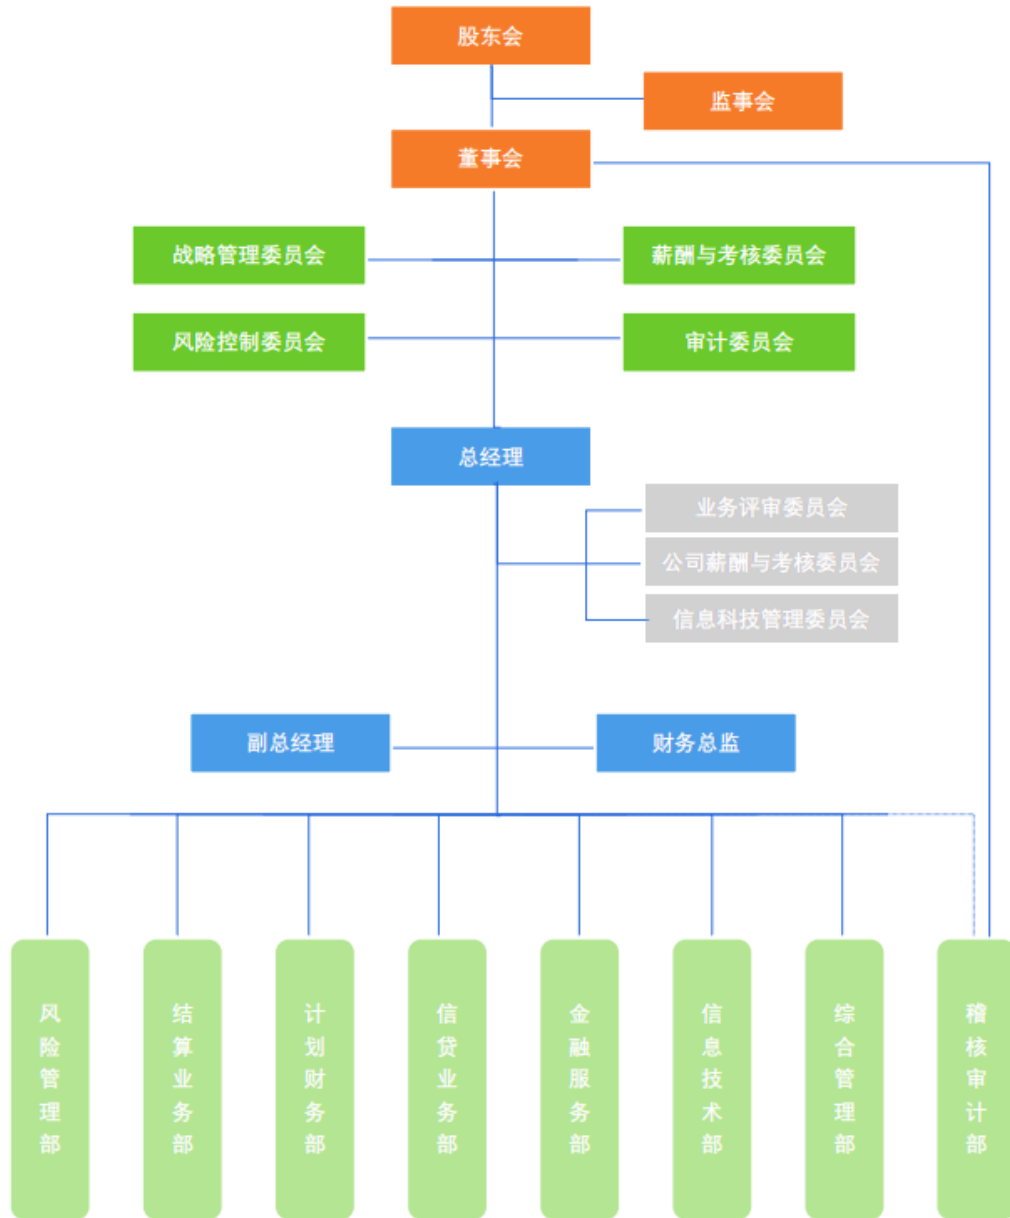 股东会
监事会
董事会
战略管理委员会
薪酬与考核委员会
风险控制委员会
审计委员会
总经理
业务评审委员会
公司薪酬与考核委员会
信息科技管理委员会
副总经理
财务总监
风险管理部
结算业务部
计划财务部
信贷业务部
金融服务部
信息技术部
综合管理部
稽核审计部